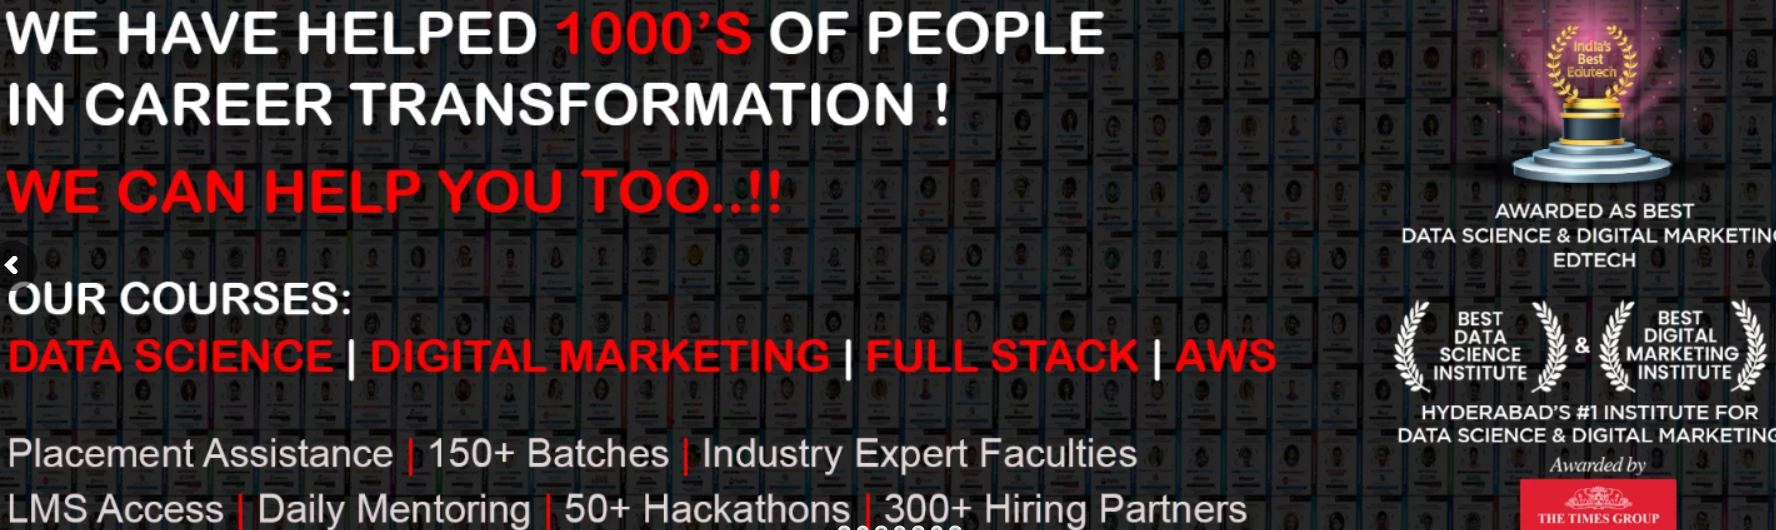 WE HAVE HELPED 1000'S OF PEOPLE
IN CAREER TRANSFORMATION !
WE CAN HELP YOU TOO..!!
OUR COURSES:
DATA SCIENCE | DIGITAL MARKETING | FULL STACK | AWS
Placement Assistance | 150+ Batches | Industry Expert Faculties
LMS Access | Daily Mentoring | 50+ Hackathons | 300+ Hiring Partners
India's
Best
Edutech
AWARDED AS BEST
DATA SCIENCE & DIGITAL MARKETING
EDTECH
BEST
DATA
SCIENCE
INSTITUTE
&
BEST
DIGITAL
MARKETING
INSTITUTE
HYDERABAD'S #1 INSTITUTE FOR
DATA SCIENCE & DIGITAL MARKETING
Awarded by
THE TIMES GROUP